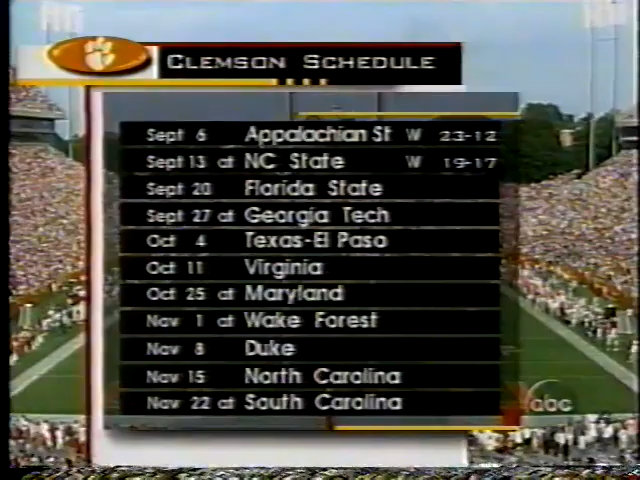 Clemson Schedule
Sept 6 Appalachian St W 23-12
Sept 13 at NC State W 19-17
Sept 20 Florida State
Sept 27 at Georgia Tech
Oct 4 Texas-El Paso
Oct 11 Virginia
Oct 25 at Maryland
Nov 1 at Wake Forest
Nov 8 Duke
Nov 15 North Carolina
Nov 22 at South Carolina
abc